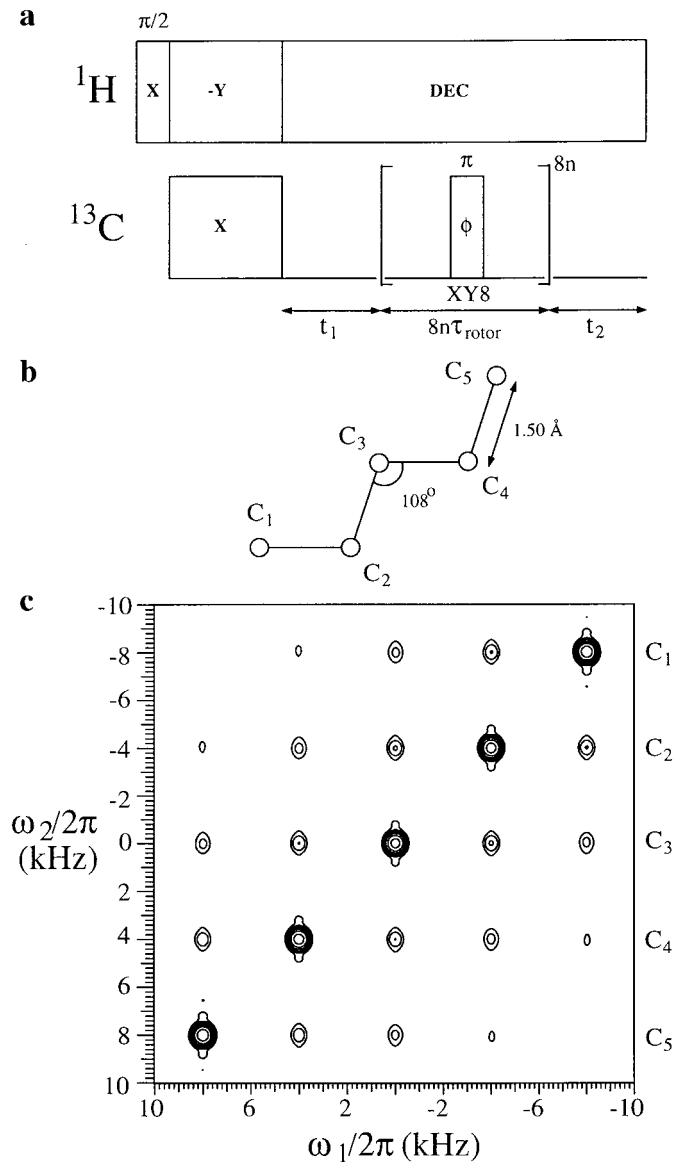 a
π/2
¹H
X
-Y
DEC
¹³C
X
π
ϕ
8n
XY8
t₁
8nτrotor
t₂
b
C₅
1.50 Å
C₃
108°
C₄
C₁
C₂
c
-10
-8
-6
-4
-2
0
2
4
6
8
10
ω₂/2π
(kHz)
C₁
C₂
C₃
C₄
C₅
10 6 2 -2 -6 -10
ω₁/2π (kHz)